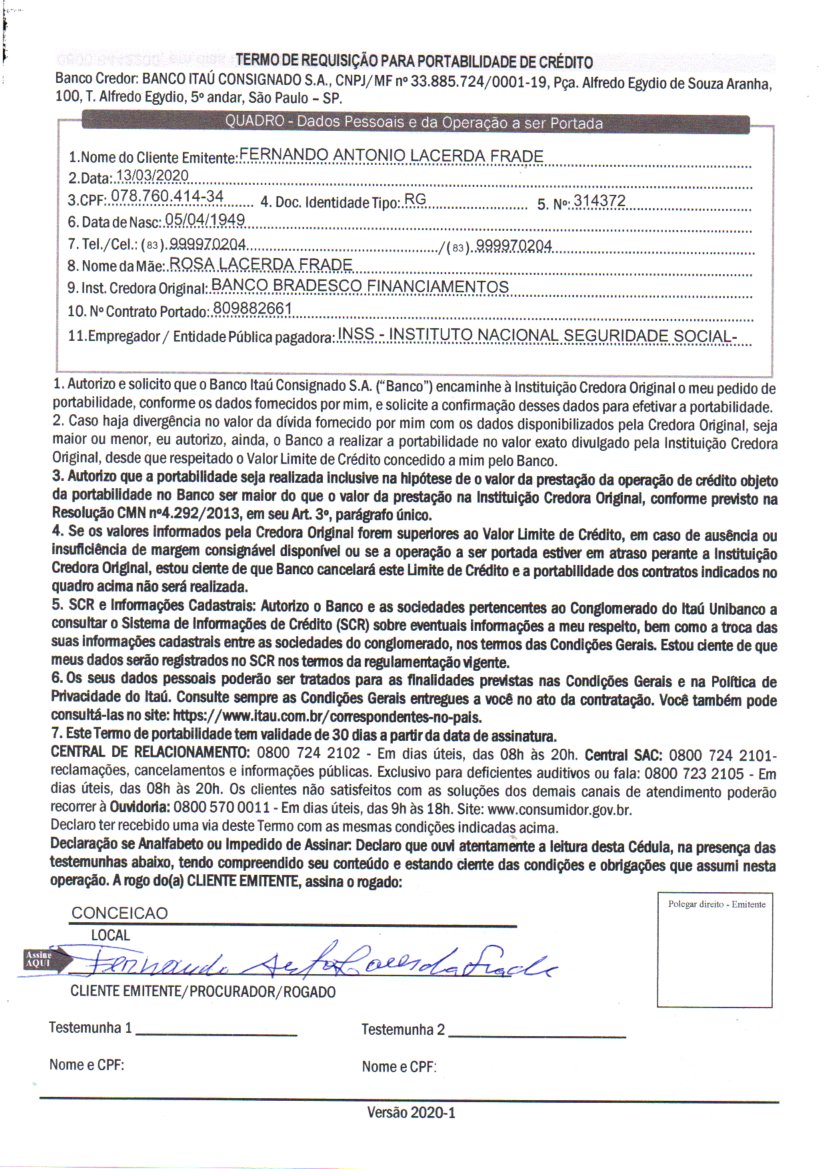 TERMO DE REQUISIÇÃO PARA PORTABILIDADE DE CRÉDITO
Banco Credor: BANCO ITAÚ CONSIGNADO S.A., CNPJ/MF nº 33.885.724/0001-19, Pça. Alfredo Egydio de Souza Aranha,
100, T. Alfredo Egydio, 5º andar, São Paulo – SP.
QUADRO - Dados Pessoais e da Operação a ser Portada
1.Nome do Cliente Emitente: FERNANDO ANTONIO LACERDA FRADE
2.Data: 13/03/2020
3.CPF: 078.760.414-34 4. Doc. Identidade Tipo: RG 5. Nº: 314372
6. Data de Nasc: 05/04/1949
7. Tel./Cel.: (83) 999970204 /(83) 999970204
8. Nome da Mãe: ROSA LACERDA FRADE
9. Inst. Credora Original: BANCO BRADESCO FINANCIAMENTOS
10. Nº Contrato Portado: 809882661
11.Empregador / Entidade Pública pagadora: INSS - INSTITUTO NACIONAL SEGURIDADE SOCIAL-
1. Autorizo e solicito que o Banco Itaú Consignado S.A. ("Banco") encaminhe à Instituição Credora Original o meu pedido de
portabilidade, conforme os dados fornecidos por mim, e solicite a confirmação desses dados para efetivar a portabilidade.
2. Caso haja divergência no valor da dívida fornecido por mim com os dados disponibilizados pela Credora Original, seja
maior ou menor, eu autorizo, ainda, o Banco a realizar a portabilidade no valor exato divulgado pela Instituição Credora
Original, desde que respeitado o Valor Limite de Crédito concedido a mim pelo Banco.
3. Autorizo que a portabilidade seja realizada inclusive na hipótese de o valor da prestação da operação de crédito objeto
da portabilidade no Banco ser maior do que o valor da prestação na Instituição Credora Original, conforme previsto na
Resolução CMN nº4.292/2013, em seu Art. 3º, parágrafo único.
4. Se os valores informados pela Credora Original forem superiores ao Valor Limite de Crédito, em caso de ausência ou
insuficiência de margem consignável disponível ou se a operação a ser portada estiver em atraso perante a Instituição
Credora Original, estou ciente de que Banco cancelará este Limite de Crédito e a portabilidade dos contratos indicados no
quadro acima não será realizada.
5. SCR e Informações Cadastrais: Autorizo o Banco e as sociedades pertencentes ao Conglomerado do Itaú Unibanco a
consultar o Sistema de Informações de Crédito (SCR) sobre eventuais informações a meu respeito, bem como a troca das
suas informações cadastrais entre as sociedades do conglomerado, nos termos das Condições Gerais. Estou ciente de que
meus dados serão registrados no SCR nos termos da regulamentação vigente.
6. Os seus dados pessoais poderão ser tratados para as finalidades previstas nas Condições Gerais e na Política de
Privacidade do Itaú. Consulte sempre as Condições Gerais entregues a você no ato da contratação. Você também pode
consultá-las no site: https://www.itau.com.br/correspondentes-no-pais.
7. Este Termo de portabilidade tem validade de 30 dias a partir da data de assinatura.
CENTRAL DE RELACIONAMENTO: 0800 724 2102 - Em dias úteis, das 08h às 20h. Central SAC: 0800 724 2101-
reclamações, cancelamentos e informações públicas. Exclusivo para deficientes auditivos ou fala: 0800 723 2105 - Em
dias úteis, das 08h às 20h. Os clientes não satisfeitos com as soluções dos demais canais de atendimento poderão
recorrer à Ouvidoria: 0800 570 0011 - Em dias úteis, das 9h às 18h. Site: www.consumidor.gov.br.
Declaro ter recebido uma via deste Termo com as mesmas condições indicadas acima.
Declaração se Analfabeto ou Impedido de Assinar: Declaro que ouvi atentamente a leitura desta Cédula, na presença das
testemunhas abaixo, tendo compreendido seu conteúdo e estando ciente das condições e obrigações que assumi nesta
operação. A rogo do(a) CLIENTE EMITENTE, assina o rogado:
Polegar direito - Emitente
CONCEICAO
LOCAL
Assine
AQUI
Fernando Anto Lacerda Frade
CLIENTE EMITENTE/PROCURADOR/ROGADO
Testemunha 1 Testemunha 2
Nome e CPF: Nome e CPF:
Versão 2020-1